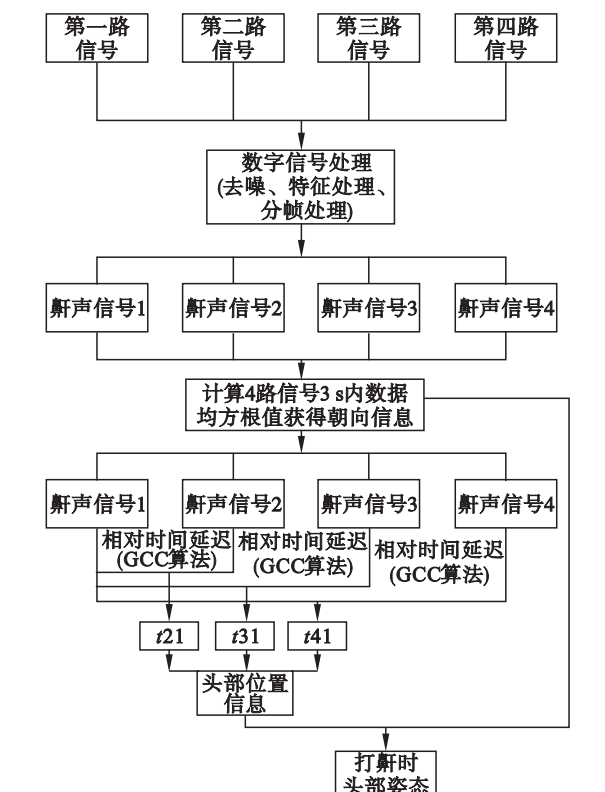 第一路
信号
第二路
信号
第三路
信号
第四路
信号
数字信号处理
(去噪、特征处理、
分帧处理)
鼾声信号1
鼾声信号2
鼾声信号3
鼾声信号4
计算4路信号3 s内数据
均方根值获得朝向信息
鼾声信号1
鼾声信号2
鼾声信号3
鼾声信号4
相对时间延迟
(GCC算法)
相对时间延迟
(GCC算法)
相对时间延迟
(GCC算法)
t21
t31
t41
头部位置
信息
打鼾时
头部姿态